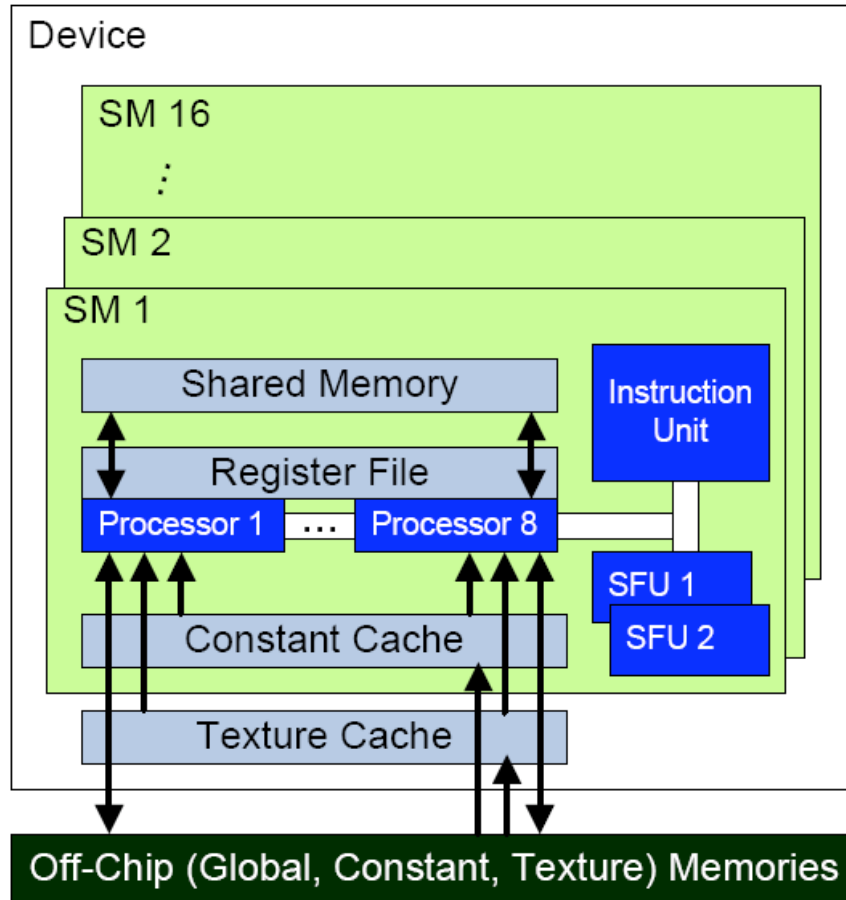 Device
SM 16
⋮
SM 2
SM 1
Shared Memory
Instruction
Unit
Register File
Processor 1 ... Processor 8
SFU 1
SFU 2
Constant Cache
Texture Cache
Off-Chip (Global, Constant, Texture) Memories